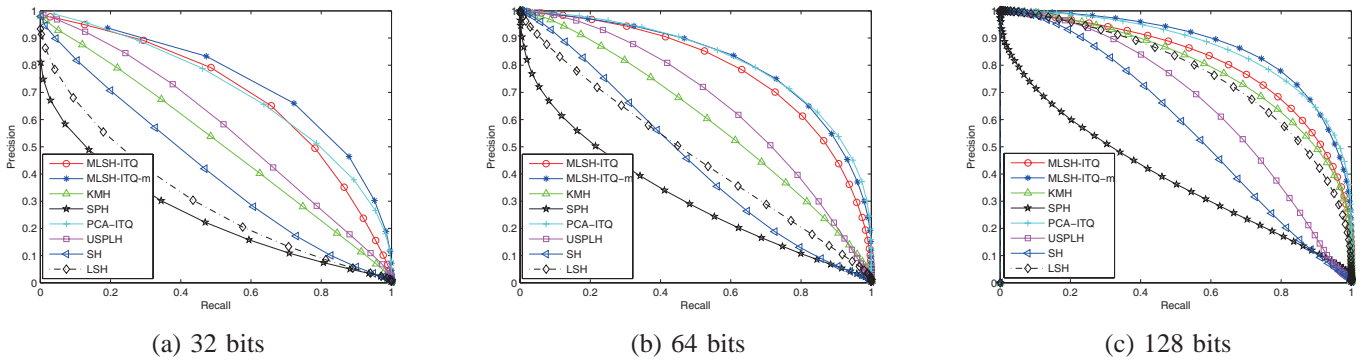 1
0.9
0.8
0.7
0.6
0.5
0.4
0.3
0.2
0.1
0
Precision
0 0.2 0.4 0.6 0.8 1
Recall
MLSH-ITQ
MLSH-ITQ-m
KMH
SPH
PCA-ITQ
USPLH
SH
LSH
(a) 32 bits
1
0.9
0.8
0.7
0.6
0.5
0.4
0.3
0.2
0.1
0
Precision
0 0.2 0.4 0.6 0.8 1
Recall
MLSH-ITQ
MLSH-ITQ-m
KMH
SPH
PCA-ITQ
USPLH
SH
LSH
(b) 64 bits
1
0.9
0.8
0.7
0.6
0.5
0.4
0.3
0.2
0.1
0
Precision
0 0.2 0.4 0.6 0.8 1
Recall
MLSH-ITQ
MLSH-ITQ-m
KMH
SPH
PCA-ITQ
USPLH
SH
LSH
(c) 128 bits